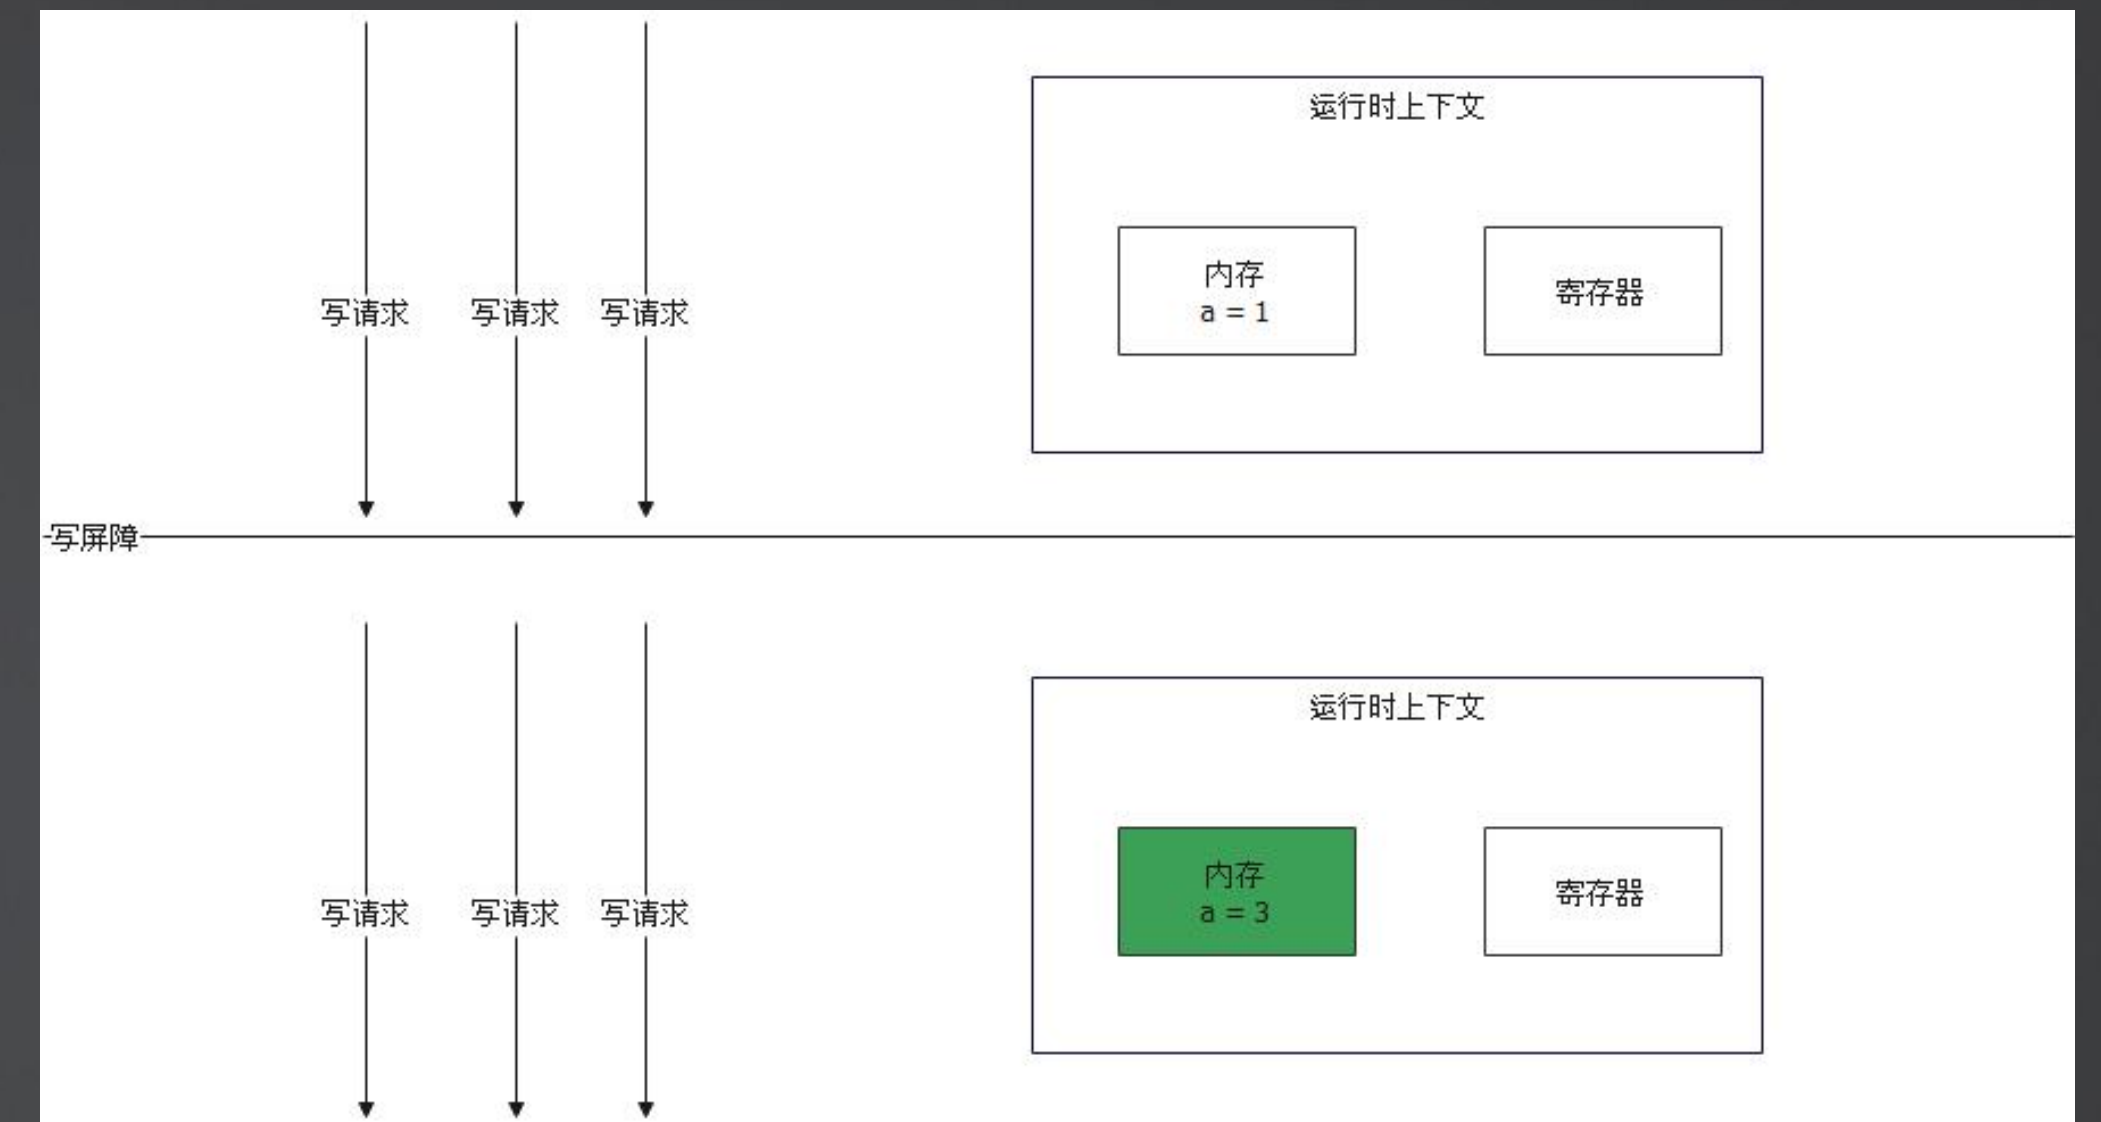 运行时上下文
内存
a = 1
寄存器
写请求
写请求
写请求
写屏障
运行时上下文
内存
a = 3
寄存器
写请求
写请求
写请求